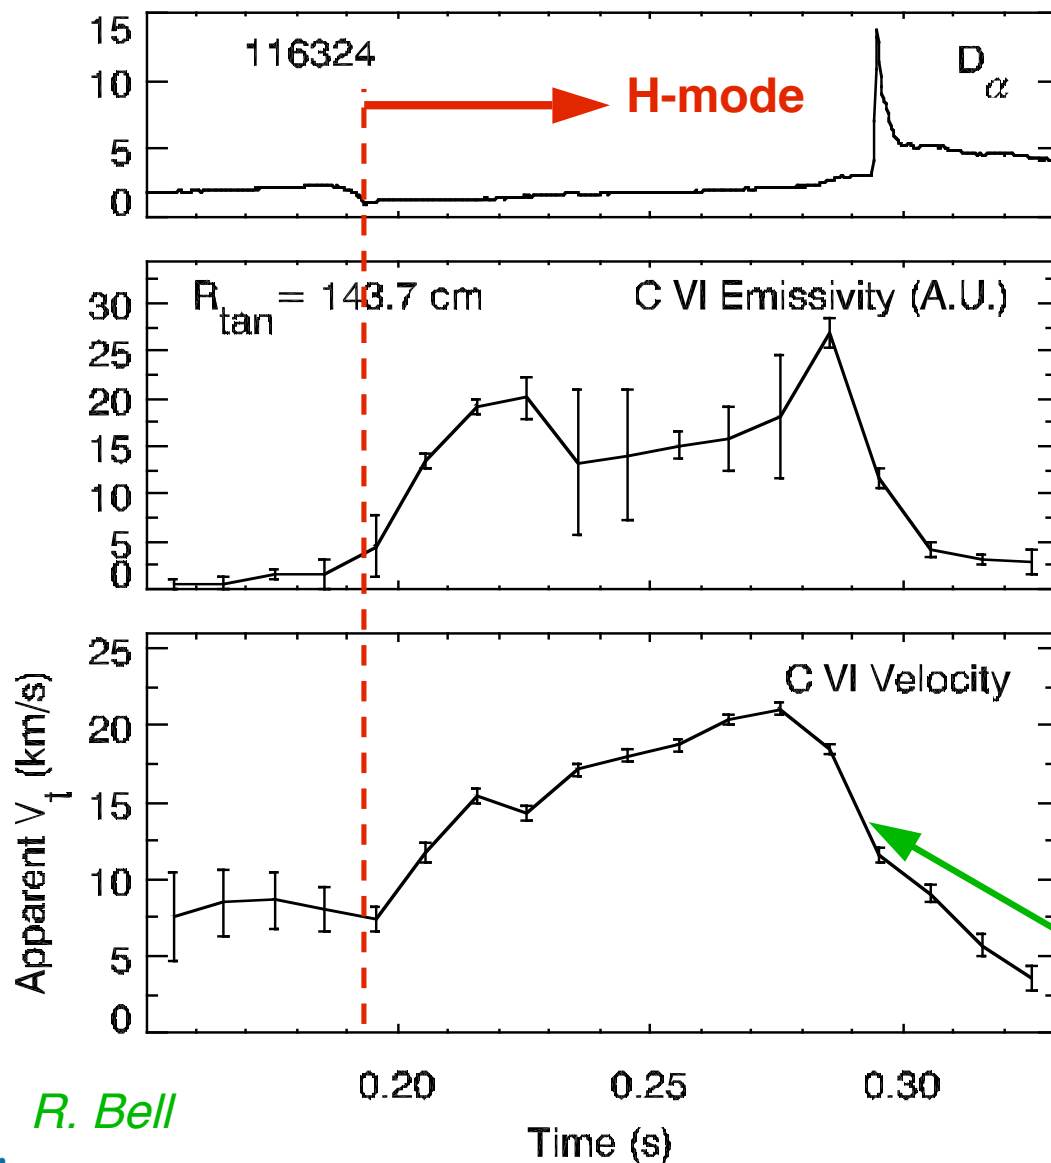 15
116324
D_α
10
H-mode
5
0
R_tan = 143.7 cm
C VI Emissivity (A.U.)
30
25
20
15
10
5
0
25
C VI Velocity
20
15
10
5
0
Apparent V_t (km/s)
0.20
0.25
0.30
R. Bell
Time (s)